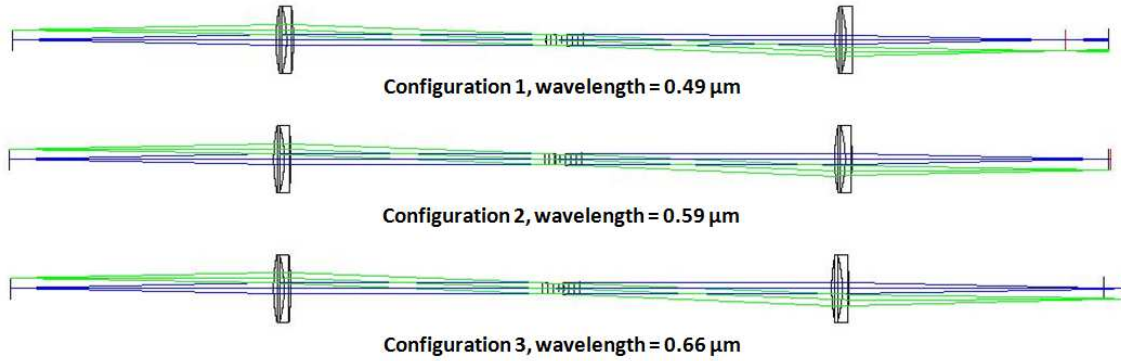 Configuration 1, wavelength = 0.49 µm
Configuration 2, wavelength = 0.59 µm
Configuration 3, wavelength = 0.66 µm